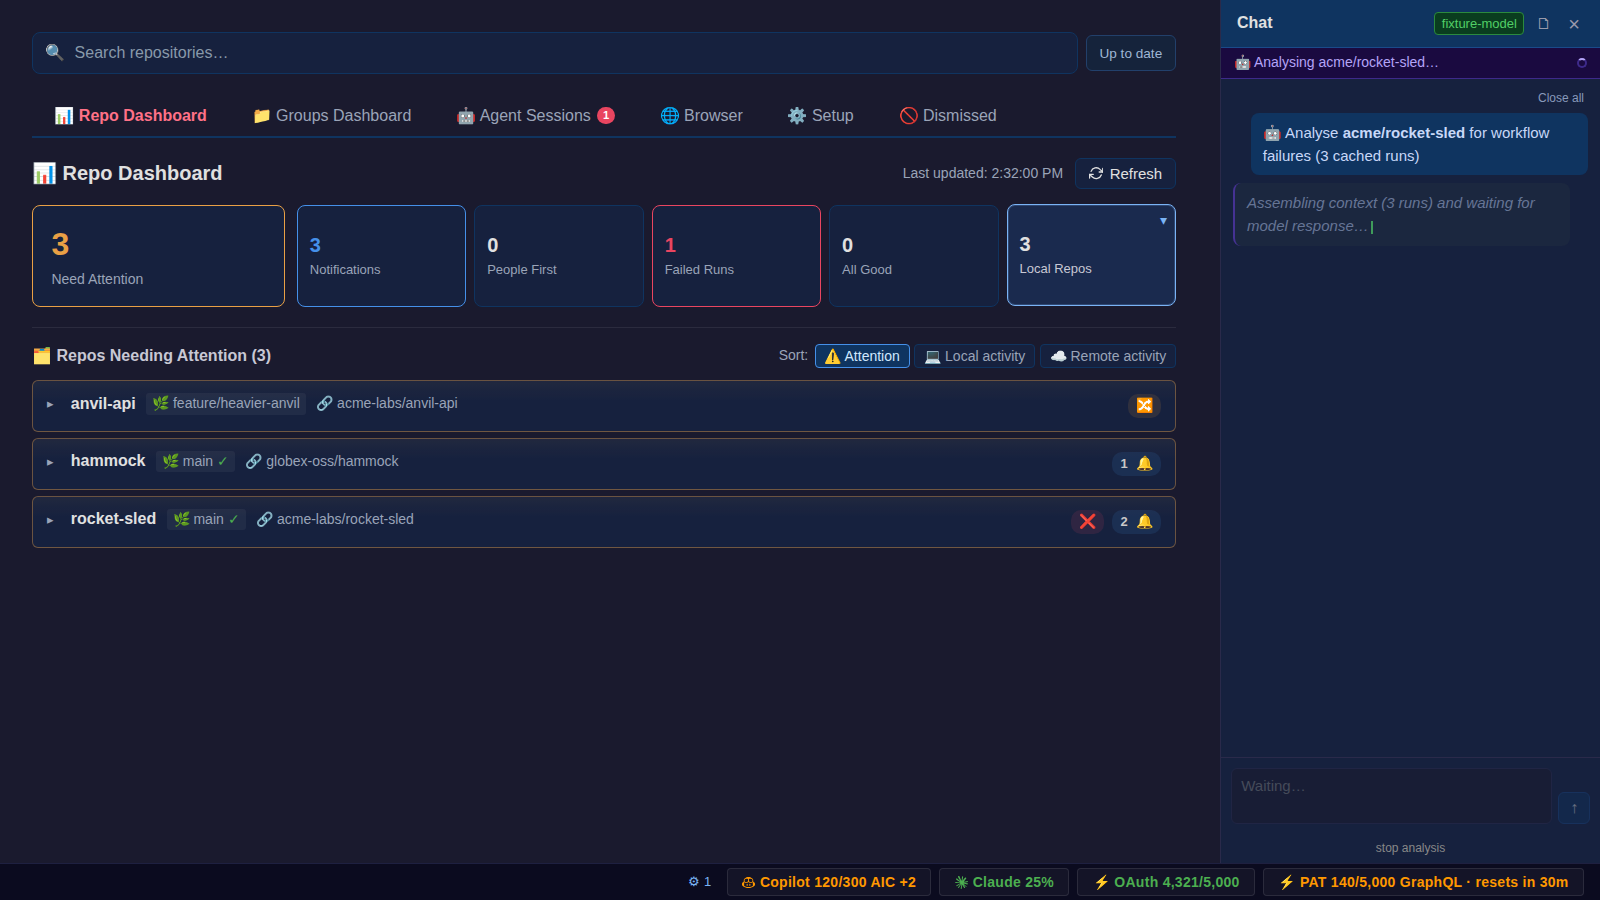 Search repositories…
Up to date
Repo Dashboard
Groups Dashboard
Agent Sessions 1
Browser
Setup
Dismissed
Repo Dashboard
Last updated: 2:32:00 PM
Refresh
3
Need Attention
3
Notifications
0
People First
1
Failed Runs
0
All Good
3
Local Repos
Repos Needing Attention (3)
Sort: Attention Local activity Remote activity
anvil-api feature/heavier-anvil acme-labs/anvil-api
hammock main ✓ globex-oss/hammock 1
rocket-sled main ✓ acme-labs/rocket-sled 2
Chat
fixture-model
Analysing acme/rocket-sled…
Close all
Analyse acme/rocket-sled for workflow
failures (3 cached runs)
Assembling context (3 runs) and waiting for
model response…
Waiting…
stop analysis
1
Copilot 120/300 AIC +2
Claude 25%
OAuth 4,321/5,000
PAT 140/5,000 GraphQL · resets in 30m